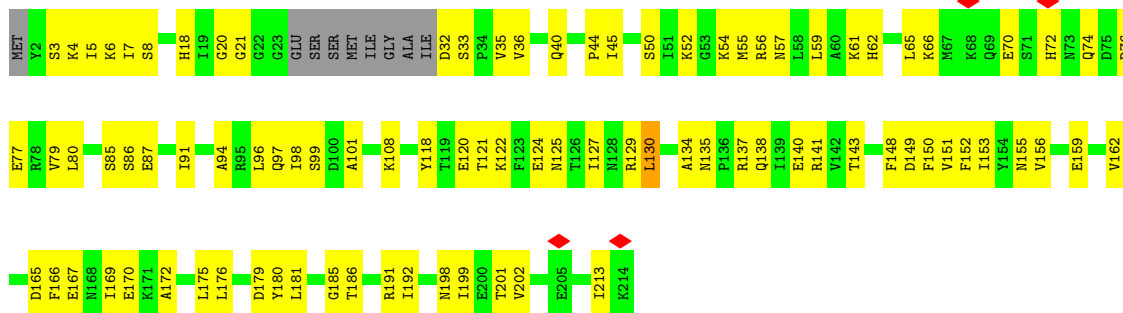 MET Y2 S3 K4 I5 K6 I7 S8 H18 I19 G20 G21 G22 G23 GLU SER SER MET ILE GLY ALA ILE D32 S33 P34 V35 V36 Q40 P44 I45 S50 I51 K52 G53 K54 M55 R56 N57 L58 L59 A60 K61 H62 L65 K66 M67 K68 Q69 E70 S71 H72 N73 Q74 D75
E77 R78 V79 L80 S85 S86 E87 I91 A94 R95 L96 Q97 I98 S99 D100 A101 K108 Y118 T119 E120 T121 K122 F123 E124 N125 T126 I127 N128 R129 L130 A134 N135 P136 R137 Q138 I139 E140 R141 V142 T143 F148 D149 F150 V151 F152 I153 Y154 N155 V156 E159 V162
D165 F166 E167 N168 I169 E170 K171 A172 L175 L176 D179 Y180 L181 G185 T186 R191 I192 N198 I199 E200 T201 V202 E205 I213 K214